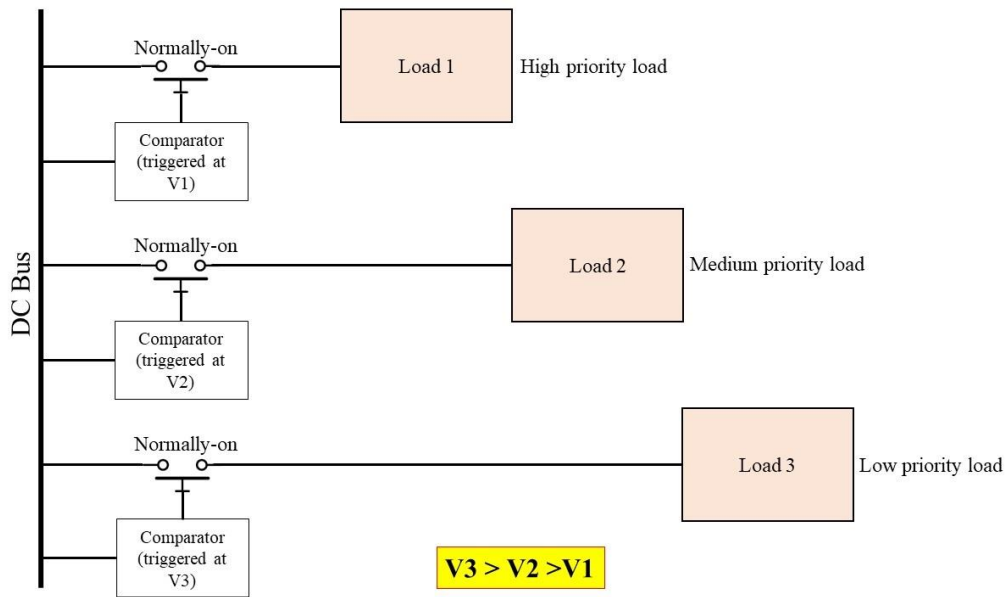 Normally-on
Load 1
High priority load
Comparator
(triggered at
V1)
Normally-on
Load 2
Medium priority load
DC Bus
Comparator
(triggered at
V2)
Normally-on
Load 3
Low priority load
Comparator
(triggered at
V3)
V3 > V2 >V1